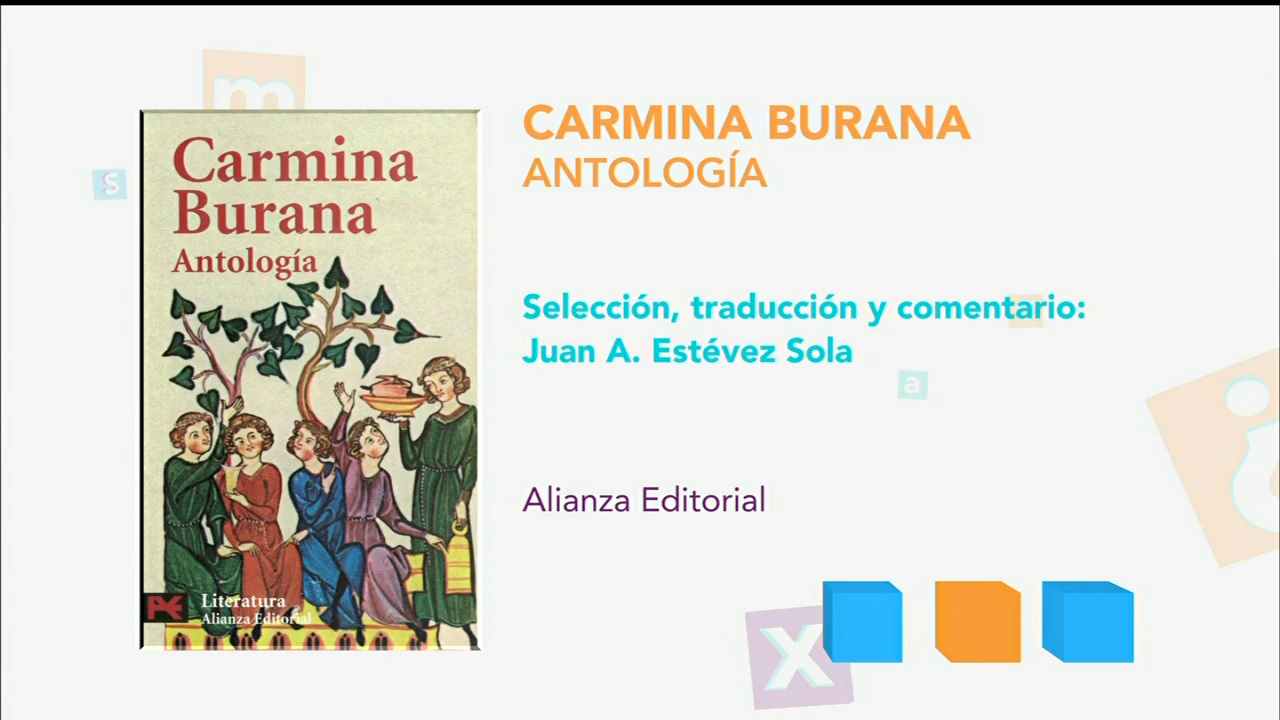 m
s
Carmina
Burana
Antología
Literatura
Alianza Editorial
CARMINA BURANA
ANTOLOGÍA
Selección, traducción y comentario:
Juan A. Estévez Sola
a
¿
Alianza Editorial
x